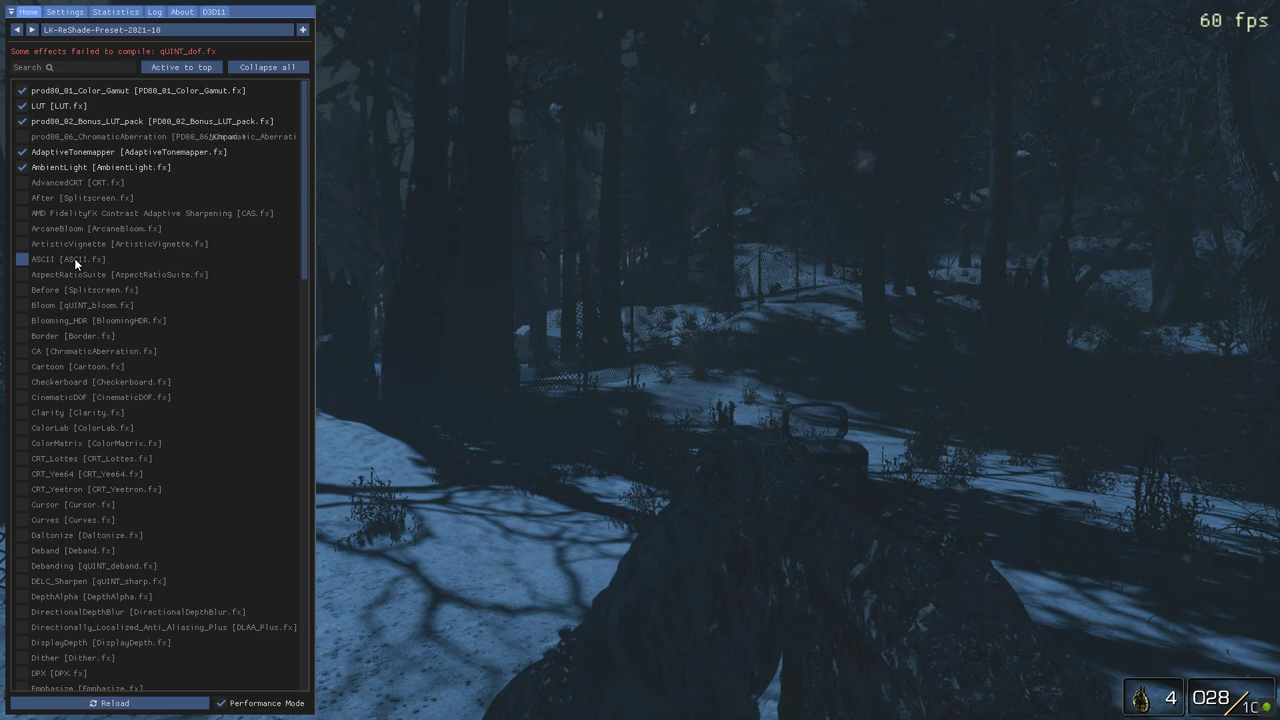 Home Settings Statistics Log About D3D11
LK-ReShade-Preset-2021-10 +
60 fps
Some effects failed to compile: qUINT_dof.fx
Search Active to top Collapse all
prod80_01_Color_Gamut [PD80_01_Color_Gamut.fx]
LUT [LUT.fx]
prod80_02_Bonus_LUT_pack [PD80_02_Bonus_LUT_pack.fx]
prod80_06_ChromaticAberration
AdaptiveTonemapper [AdaptiveTonemapper.fx]
AmbientLight [AmbientLight.fx]
AdvancedCRT [CRT.fx]
After [Splitscreen.fx]
AMD FidelityFX Contrast Adaptive Sharpening [CAS.fx]
ArcaneBloom [ArcaneBloom.fx]
ArtisticVignette [ArtisticVignette.fx]
ASCII [ASCII.fx]
AspectRatioSuite [AspectRatioSuite.fx]
Before [Splitscreen.fx]
Bloom [qUINT_bloom.fx]
Blooming_HDR [BloomingHDR.fx]
Border [Border.fx]
CA [ChromaticAberration.fx]
Cartoon [Cartoon.fx]
Checkerboard [Checkerboard.fx]
CinematicDOF [CinematicDOF.fx]
Clarity [Clarity.fx]
ColorLab [ColorLab.fx]
ColorMatrix [ColorMatrix.fx]
CRT_Lottes [CRT_Lottes.fx]
CRT_Yee64 [CRT_Yee64.fx]
CRT_Yeetron [CRT_Yeetron.fx]
Cursor [Cursor.fx]
Curves [Curves.fx]
Daltonize [Daltonize.fx]
Deband [Deband.fx]
Debanding [qUINT_deband.fx]
DELC_Sharpen [qUINT_sharp.fx]
DepthAlpha [DepthAlpha.fx]
DirectionalDepthBlur [DirectionalDepthBlur.fx]
Directionally_Localized_Anti_Aliasing_Plus [DLAA_Plus.fx]
DisplayDepth [DisplayDepth.fx]
Dither [Dither.fx]
DPX [DPX.fx]
Emphasize [Emphasize.fx]
Reload Performance Mode
4 028